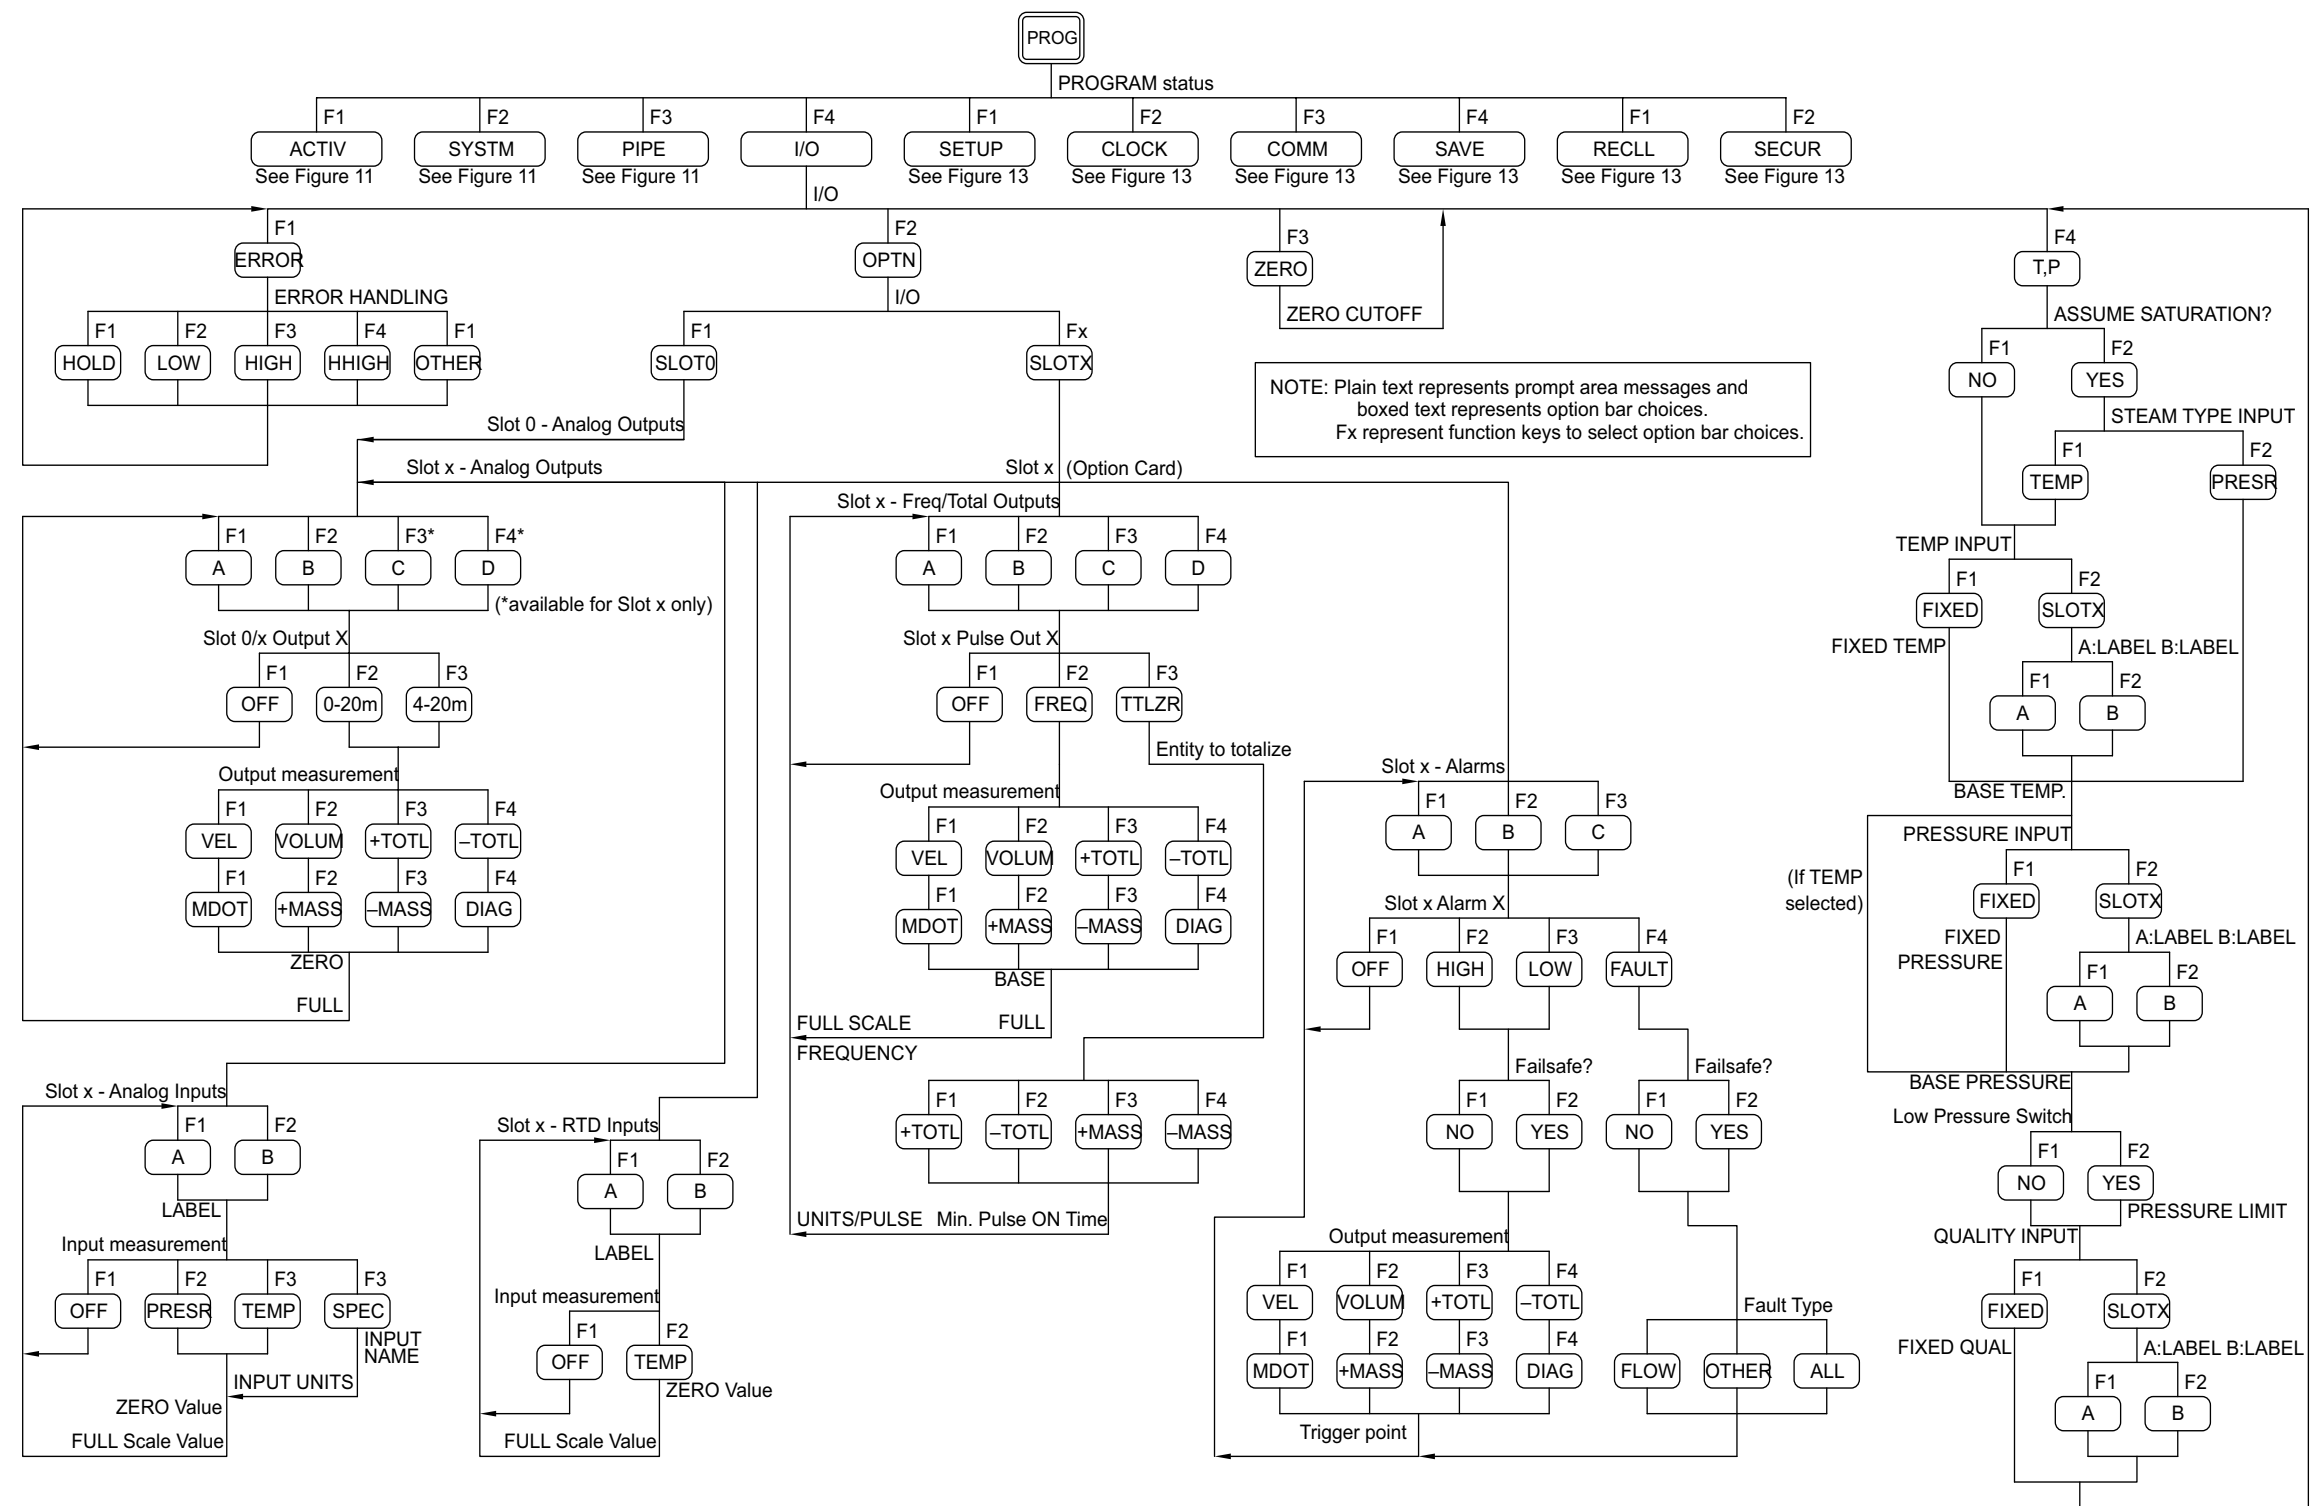 PROG
PROGRAM status
F1 F2 F3 F4 F1 F2 F3 F4 F1 F2
ACTIV SYSTM PIPE I/O SETUP CLOCK COMM SAVE RECLL SECUR
See Figure 11 See Figure 11 See Figure 11 See Figure 13 See Figure 13 See Figure 13 See Figure 13 See Figure 13 See Figure 13
I/O
F1
ERROR
ERROR HANDLING
F1 F2 F3 F4 F1
HOLD LOW HIGH HHIGH OTHER
F2
OPTN
I/O
F1 Fx
SLOT0 SLOTX
F3
ZERO
ZERO CUTOFF
NOTE: Plain text represents prompt area messages and
boxed text represents option bar choices.
Fx represent function keys to select option bar choices.
Slot 0 - Analog Outputs
Slot x - Analog Outputs
Slot x (Option Card)
F1 F2 F3* F4*
A B C D
(*available for Slot x only)
Slot 0/x Output X
F1 F2 F3
OFF 0-20m 4-20m
Output measurement
F1 F2 F3 F4
VEL VOLUM +TOTL –TOTL
F1 F2 F3 F4
MDOT +MASS –MASS DIAG
ZERO
FULL
Slot x - Analog Inputs
F1 F2
A B
LABEL
Input measurement
F1 F2 F3 F3
OFF PRESR TEMP SPEC
INPUT
NAME
INPUT UNITS
ZERO Value
FULL Scale Value
Slot x - RTD Inputs
F1 F2
A B
LABEL
Input measurement
F1 F2
OFF TEMP
ZERO Value
FULL Scale Value
Slot x - Freq/Total Outputs
F1 F2 F3 F4
A B C D
Slot x Pulse Out X
F1 F2 F3
OFF FREQ TTLZR
Entity to totalize
Output measurement
F1 F2 F3 F4
VEL VOLUM +TOTL –TOTL
F1 F2 F3 F4
MDOT +MASS –MASS DIAG
BASE
FULL SCALE FULL
FREQUENCY
F1 F2 F3 F4
+TOTL –TOTL +MASS –MASS
UNITS/PULSE Min. Pulse ON Time
Slot x - Alarms
F1 F2 F3
A B C
Slot x Alarm X
F1 F2 F3 F4
OFF HIGH LOW FAULT
Failsafe? Failsafe?
F1 F2 F1 F2
NO YES NO YES
Output measurement
F1 F2 F3 F4
VEL VOLUM +TOTL –TOTL
F1 F2 F3 F4
MDOT +MASS –MASS DIAG
Trigger point
Fault Type
FLOW OTHER ALL
F4
T,P
ASSUME SATURATION?
F1 F2
NO YES
STEAM TYPE INPUT
F1 F2
TEMP PRESR
TEMP INPUT
F1 F2
FIXED SLOTX
FIXED TEMP A:LABEL B:LABEL
F1 F2
A B
BASE TEMP.
PRESSURE INPUT
(If TEMP
selected)
F1 F2
FIXED SLOTX
FIXED
PRESSURE
A:LABEL B:LABEL
F1 F2
A B
BASE PRESSURE
Low Pressure Switch
F1 F2
NO YES
PRESSURE LIMIT
QUALITY INPUT
F1 F2
FIXED SLOTX
FIXED QUAL A:LABEL B:LABEL
F1 F2
A B